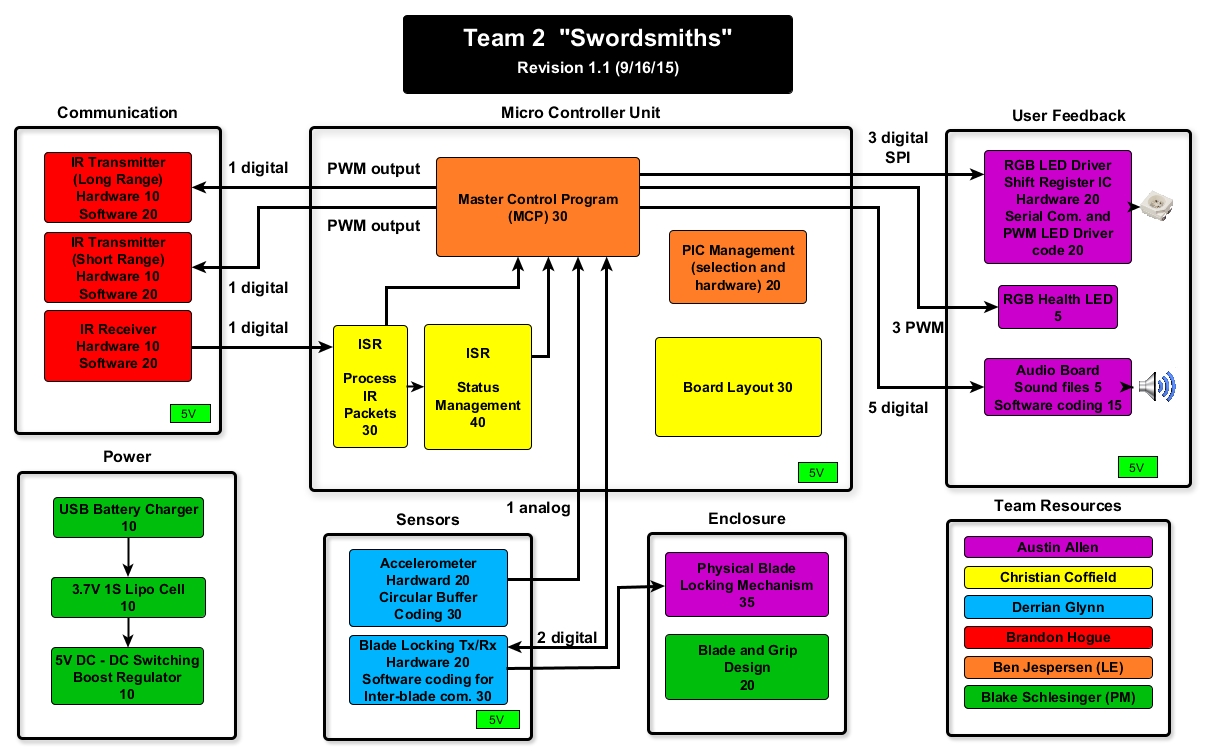 Team 2 "Swordsmiths"
Revision 1.1 (9/16/15)
Communication
IR Transmitter
(Long Range)
Hardware 10
Software 20
IR Transmitter
(Short Range)
Hardware 10
Software 20
IR Receiver
Hardware 10
Software 20
5V
1 digital
1 digital
1 digital
Micro Controller Unit
PWM output
PWM output
Master Control Program
(MCP) 30
PIC Management
(selection and
hardware) 20
ISR
Process
IR
Packets
30
ISR
Status
Management
40
Board Layout 30
5V
3 digital
SPI
3 PWM
5 digital
User Feedback
RGB LED Driver
Shift Register IC
Hardware 20
Serial Com. and
PWM LED Driver
code 20
RGB Health LED
5
Audio Board
Sound files 5
Software coding 15
5V
Power
USB Battery Charger
10
3.7V 1S Lipo Cell
10
5V DC - DC Switching
Boost Regulator
10
Sensors
1 analog
Accelerometer
Hardward 20
Circular Buffer
Coding 30
Blade Locking Tx/Rx
Hardware 20
Software coding for
Inter-blade com. 30
5V
2 digital
Enclosure
Physical Blade
Locking Mechanism
35
Blade and Grip
Design
20
Team Resources
Austin Allen
Christian Coffield
Derrian Glynn
Brandon Hogue
Ben Jespersen (LE)
Blake Schlesinger (PM)